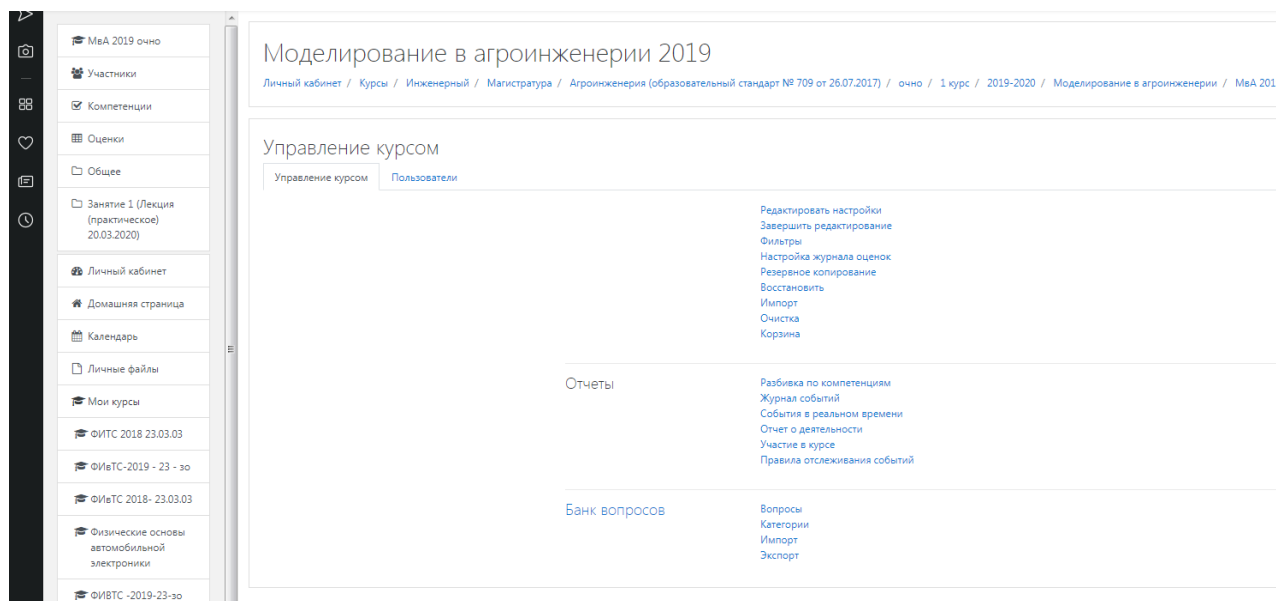 МвА 2019 очно
Участники
Компетенции
Оценки
Общее
Занятие 1 (Лекция
(практическое)
20.03.2020)
Личный кабинет
Домашняя страница
Календарь
Личные файлы
Мои курсы
ФИТС 2018 23.03.03
ФИвТС-2019 - 23 - зо
ФИвТС 2018- 23.03.03
Физические основы
автомобильной
электроники
ФИВТС -2019-23-зо
Моделирование в агроинженерии 2019
Личный кабинет / Курсы / Инженерный / Магистратура / Агроинженерия (образовательный стандарт № 709 от 26.07.2017) / очно / 1 курс / 2019-2020 / Моделирование в агроинженерии / МвА 201
Управление курсом
Управление курсом Пользователи
Редактировать настройки
Завершить редактирование
Фильтры
Настройка журнала оценок
Резервное копирование
Восстановить
Импорт
Очистка
Корзина
Отчеты
Разбивка по компетенциям
Журнал событий
События в реальном времени
Отчет о деятельности
Участие в курсе
Правила отслеживания событий
Банк вопросов
Вопросы
Категории
Импорт
Экспорт